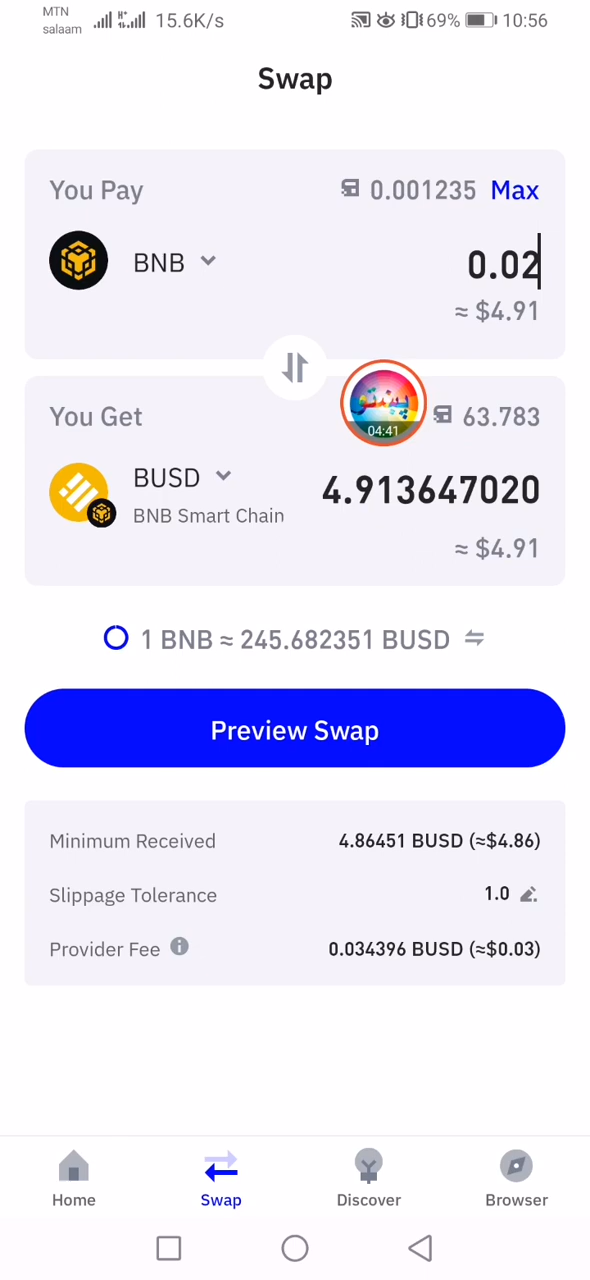 MTN
salaam
15.6K/s
69%
10:56
Swap
You Pay
0.001235 Max
BNB
0.02
≈ $4.91
پښتو
04:41
You Get
63.783
BUSD
4.913647020
BNB Smart Chain
≈ $4.91
1 BNB ≈ 245.682351 BUSD
Preview Swap
Minimum Received 4.86451 BUSD (≈$4.86)
Slippage Tolerance 1.0
Provider Fee 0.034396 BUSD (≈$0.03)
Home Swap Discover Browser